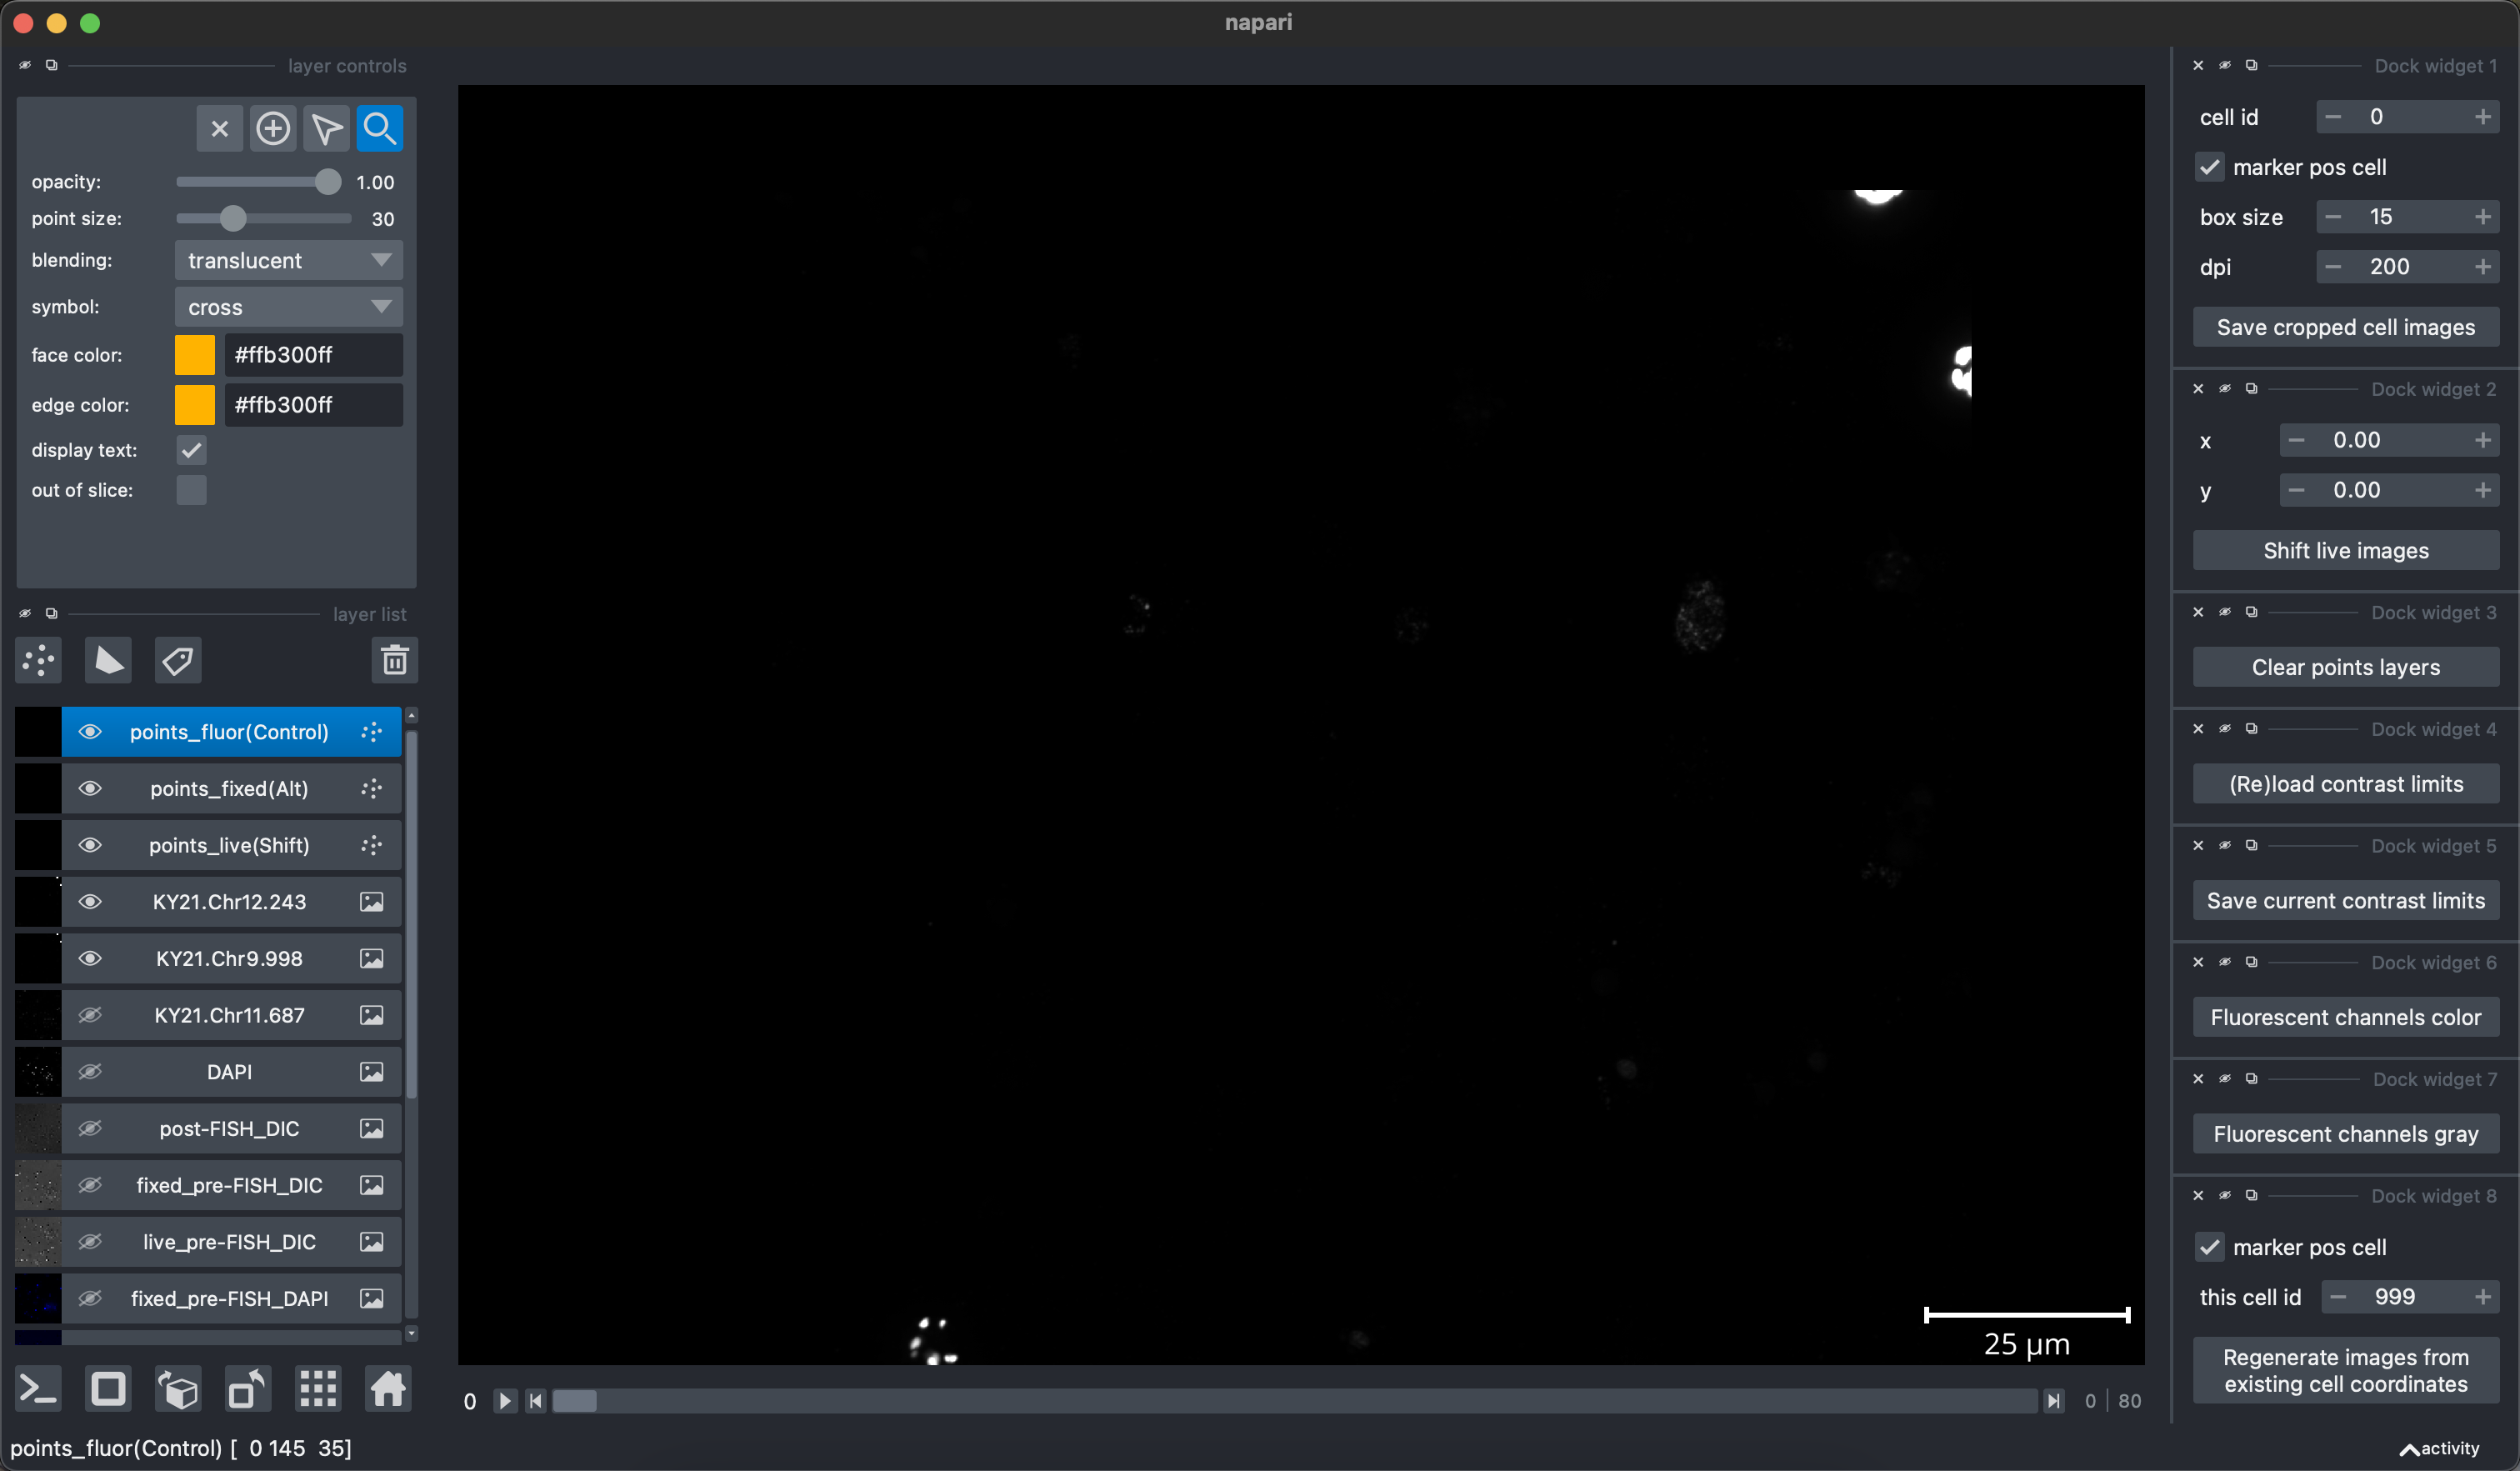 napari
layer controls
opacity: 1.00
point size: 30
blending: translucent
symbol: cross
face color: #ffb300ff
edge color: #ffb300ff
display text:
out of slice:
layer list
points_fluor(Control)
points_fixed(Alt)
points_live(Shift)
KY21.Chr12.243
KY21.Chr9.998
KY21.Chr11.687
DAPI
post-FISH_DIC
fixed_pre-FISH_DIC
live_pre-FISH_DIC
fixed_pre-FISH_DAPI
points_fluor(Control) [ 0 145 35]
25 µm
0
0 | 80
Dock widget 1
cell id 0
marker pos cell
box size 15
dpi 200
Save cropped cell images
Dock widget 2
x 0.00
y 0.00
Shift live images
Dock widget 3
Clear points layers
Dock widget 4
(Re)load contrast limits
Dock widget 5
Save current contrast limits
Dock widget 6
Fluorescent channels color
Dock widget 7
Fluorescent channels gray
Dock widget 8
marker pos cell
this cell id 999
Regenerate images from
existing cell coordinates
activity